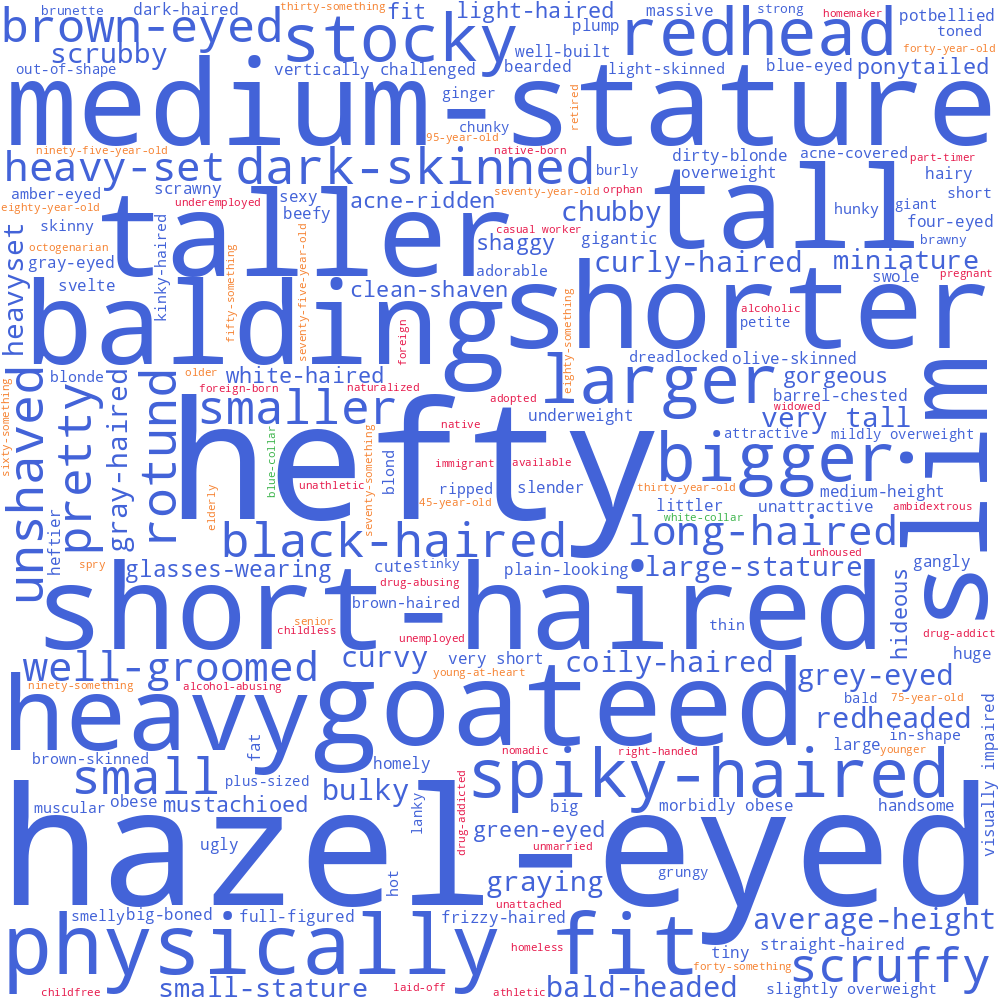 brunette
dark-haired
thirty-something
fit
light-haired
massive
strong
homemaker
potbellied
brown-eyed
stocky
plump
redhead
toned
scrubby
well-built
forty-year-old
out-of-shape
vertically challenged
bearded
light-skinned
blue-eyed
ponytailed
medium-stature
ginger
retired
chunky
95-year-old
ninety-five-year-old
native-born
heavy-set
dark-skinned
burly
dirty-blonde
acne-covered
part-timer
overweight
hairy
amber-eyed
scrawny
underemployed
sexy
acne-ridden
seventy-year-old
orphan
tall
short
eighty-year-old
taller
beefy
chubby
hunky
giant
skinny
kinky-haired
casual worker
four-eyed
octogenarian
fifty-something
seventy-five-year-old
shaggy
gigantic
brawny
heavyset
gray-eyed
adorable
curly-haired
miniature
svelte
clean-shaven
swole
pregnant
balding
foreign
eighty-something
shorter
alcoholic
petite
dreadlocked
olive-skinned
sixty-something
blonde
older
white-haired
larger
gorgeous
slim
unshaved
pretty
gray-haired
rotund
foreign-born
naturalized
adopted
barrel-chested
smaller
underweight
widowed
very tall
hefty
native
bigger
attractive
mildly overweight
blue-collar
seventy-something
blond
immigrant
available
elderly
unathletic
ripped
slender
thirty-year-old
medium-height
45-year-old
littler
unattractive
ambidextrous
heftier
white-collar
black-haired
long-haired
unhoused
spry
glasses-wearing
cute
stinky
plain-looking
large-stature
gangly
drug-abusing
hideous
short-haired
brown-haired
senior
childless
unemployed
thin
drug-addict
well-groomed
curvy
very short
coily-haired
huge
young-at-heart
grey-eyed
ninety-something
alcohol-abusing
heavy
goateed
bald
75-year-old
redheaded
visually impaired
fat
in-shape
nomadic
right-handed
large
younger
brown-skinned
homely
small
plus-sized
bulky
spiky-haired
drug-addicted
muscular
obese
mustachioed
lanky
big
morbidly obese
handsome
hazel-eyed
green-eyed
ugly
unmarried
hot
graying
grungy
unattached
smelly
big-boned
full-figured
frizzy-haired
average-height
physically fit
homeless
straight-haired
tiny
forty-something
scruffy
childfree
small-stature
laid-off
athletic
bald-headed
slightly overweight